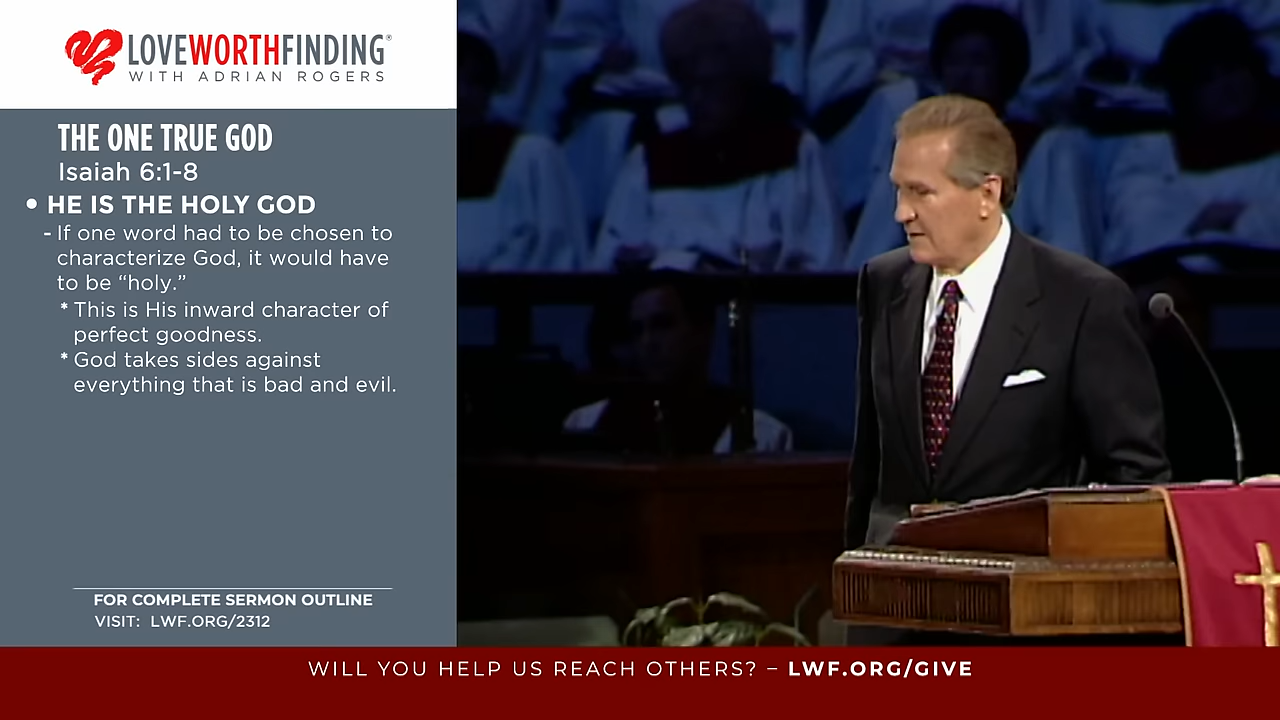 LOVEWORTHFINDING®
WITH ADRIAN ROGERS
THE ONE TRUE GOD
Isaiah 6:1-8
• HE IS THE HOLY GOD
- If one word had to be chosen to
characterize God, it would have
to be “holy.”
* This is His inward character of
perfect goodness.
* God takes sides against
everything that is bad and evil.
FOR COMPLETE SERMON OUTLINE
VISIT: LWF.ORG/2312
WILL YOU HELP US REACH OTHERS? – LWF.ORG/GIVE